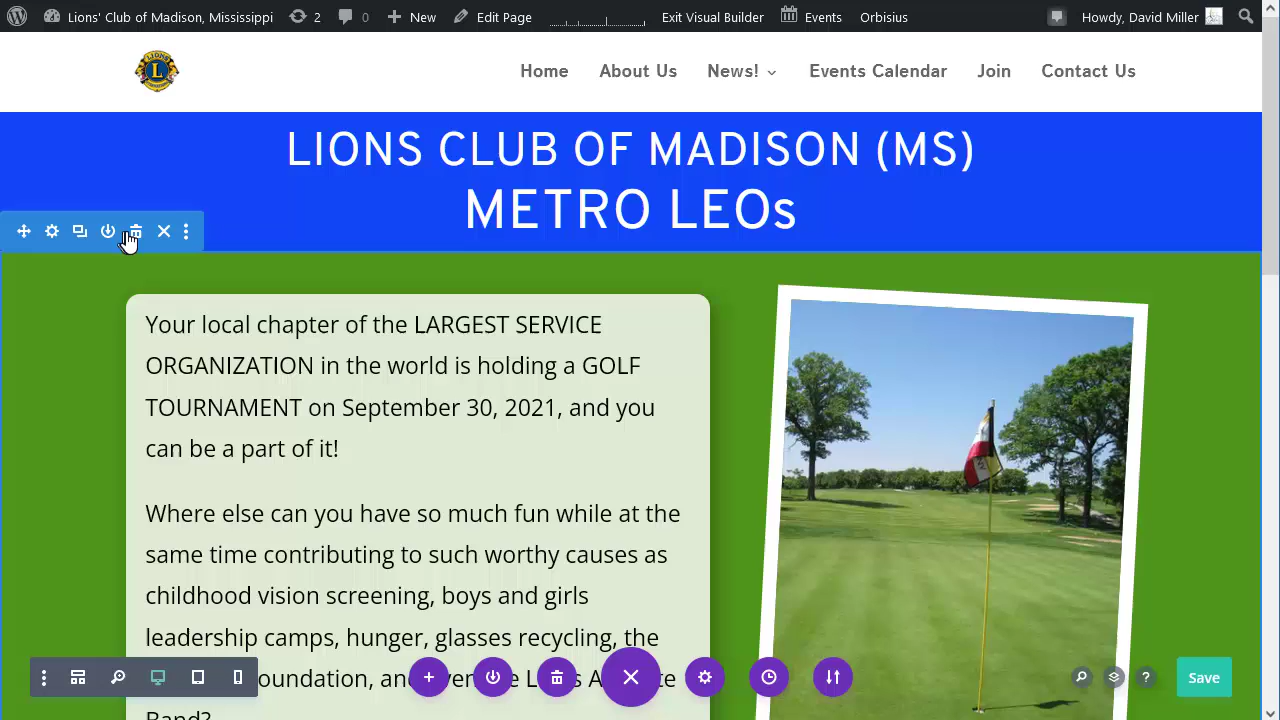 Lions' Club of Madison, Mississippi 2 0 New Edit Page Exit Visual Builder Events Orbisius Howdy, David Miller
LIONS
L
Home About Us News! Events Calendar Join Contact Us
LIONS CLUB OF MADISON (MS)
METRO LEOs
Your local chapter of the LARGEST SERVICE
ORGANIZATION in the world is holding a GOLF
TOURNAMENT on September 30, 2021, and you
can be a part of it!
Where else can you have so much fun while at the
same time contributing to such worthy causes as
childhood vision screening, boys and girls
leadership camps, hunger, glasses recycling, the
Band?
?
Save